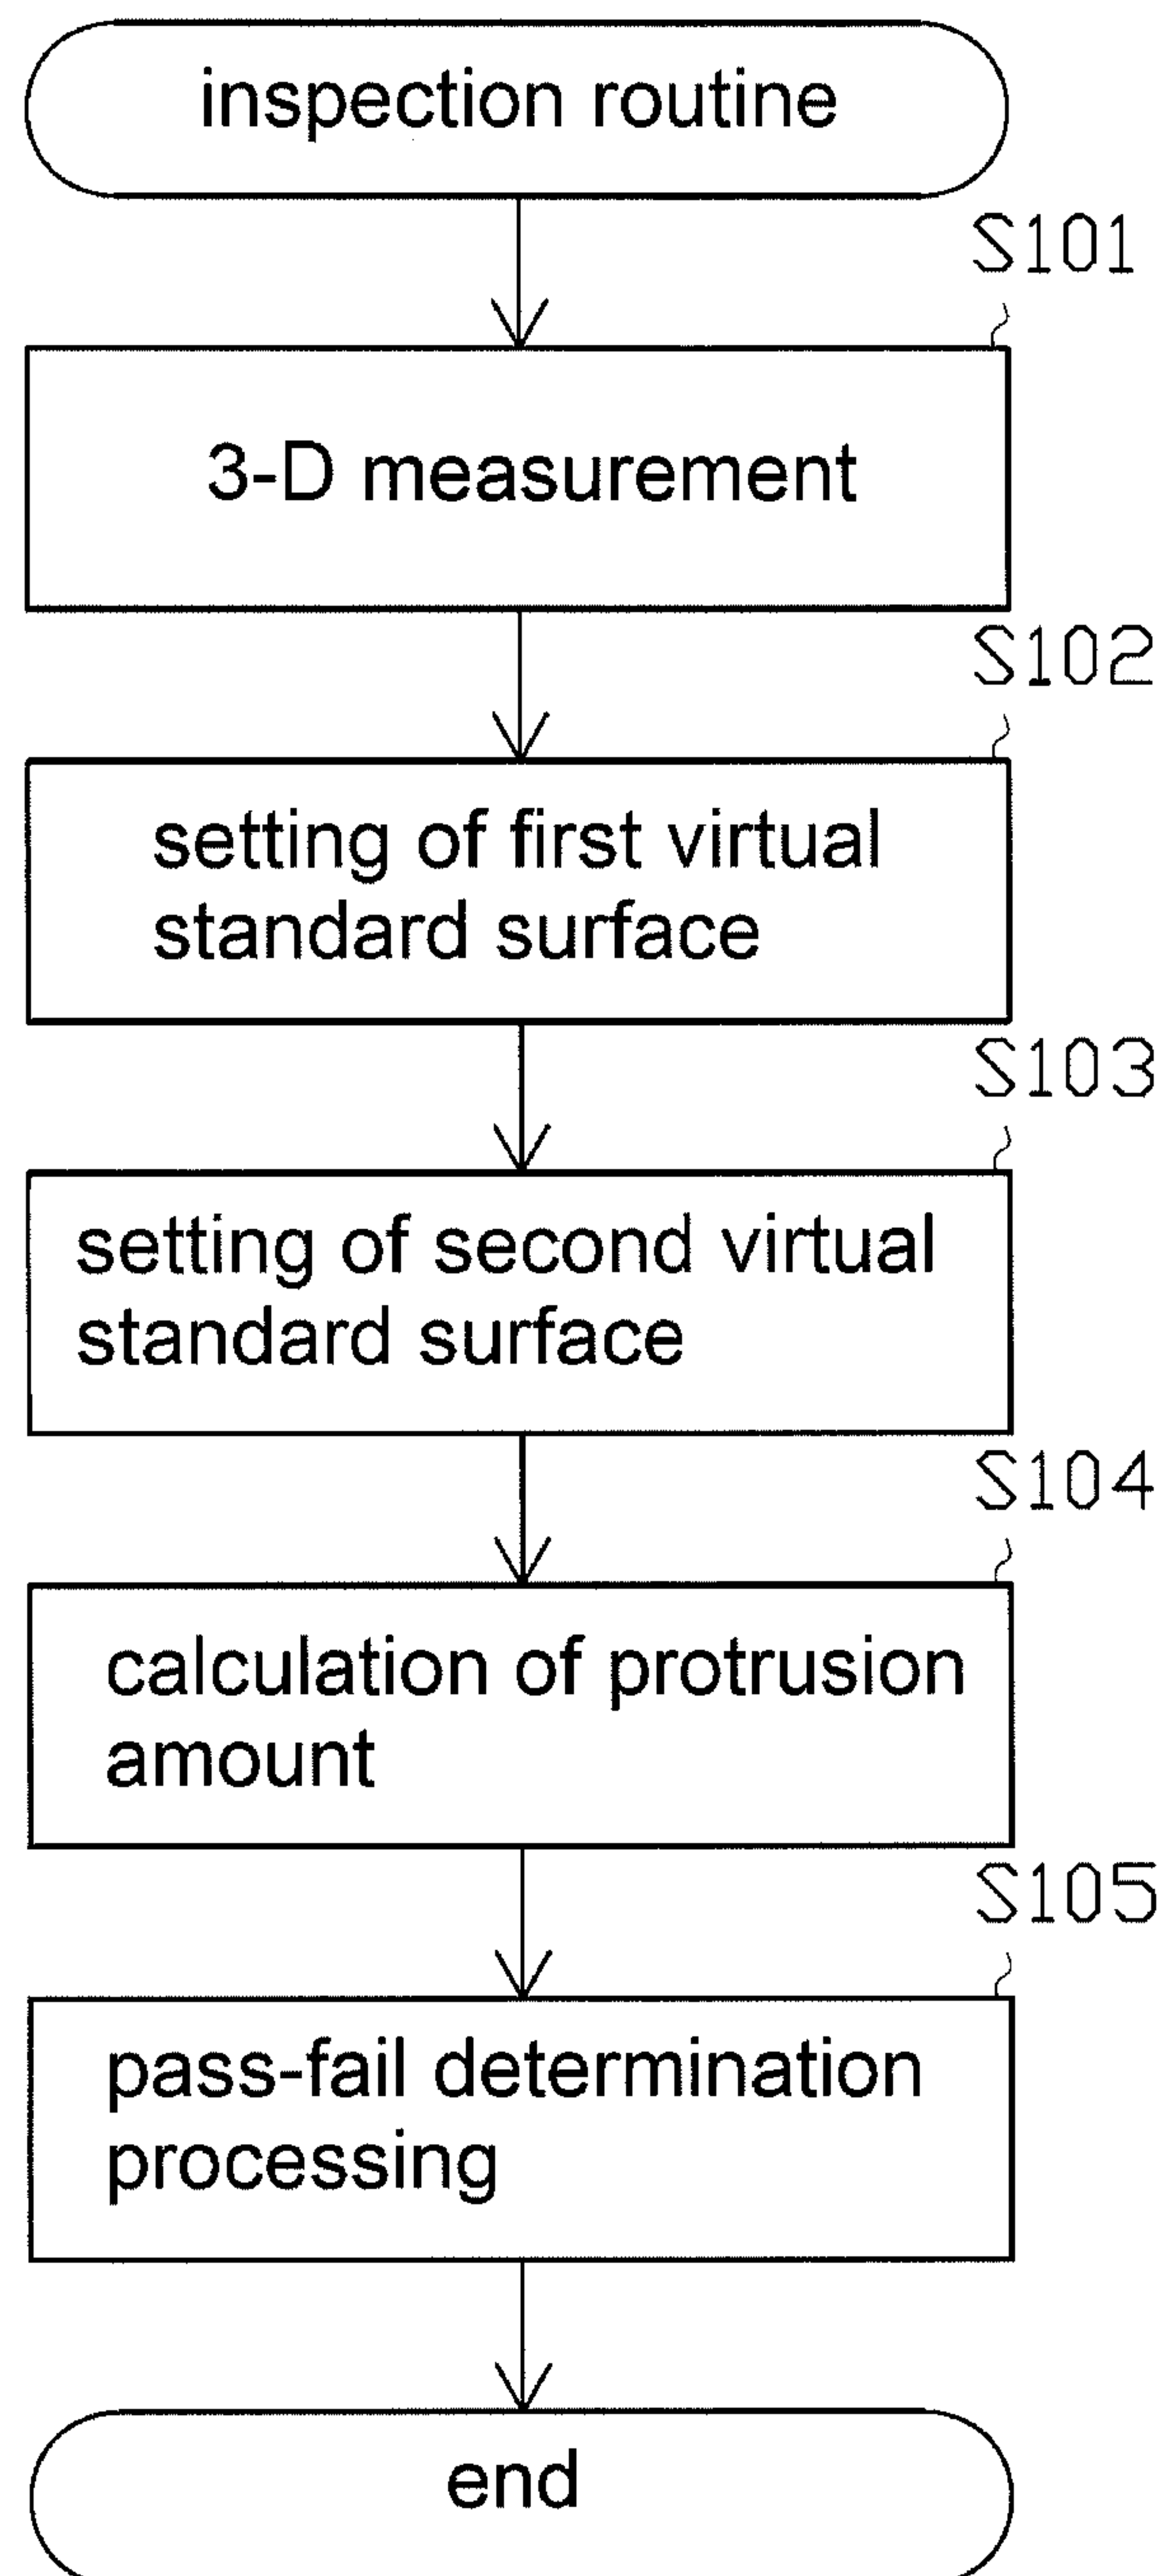 inspection routine
S101
3-D measurement
S102
setting of first virtual
standard surface
S103
setting of second virtual
standard surface
S104
calculation of protrusion
amount
S105
pass-fail determination
processing
end